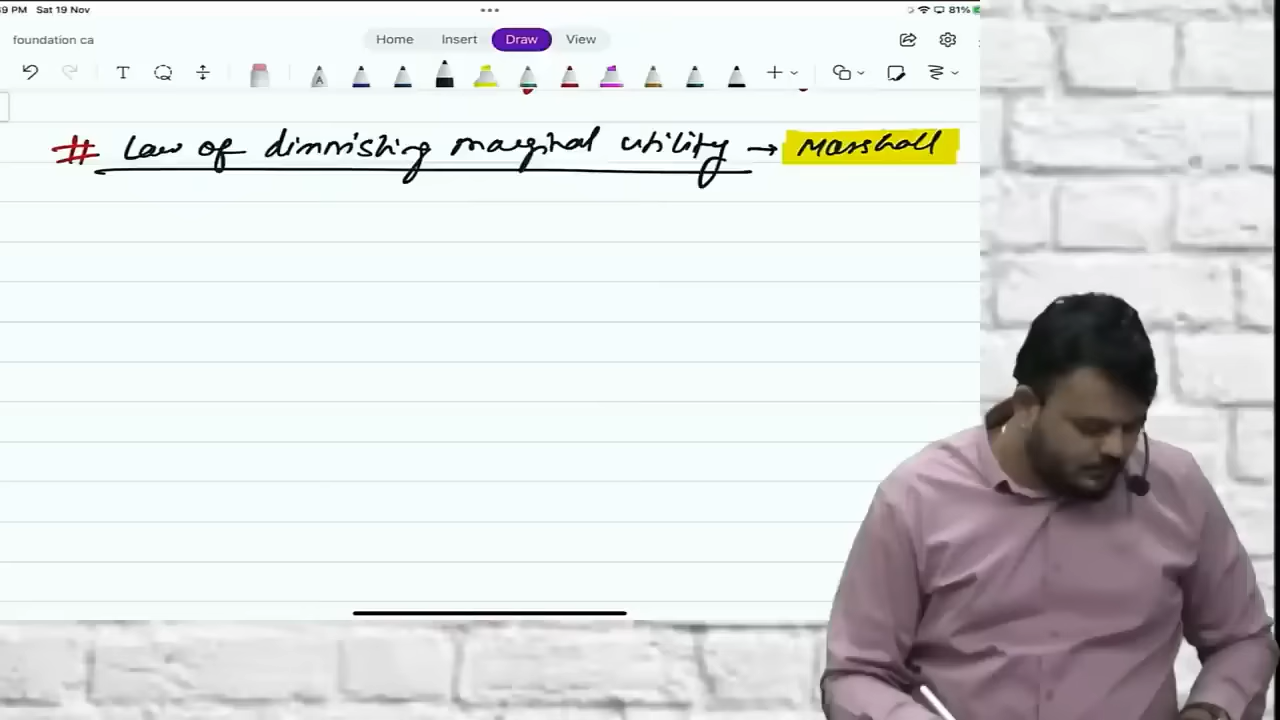 9 PM Sat 19 Nov 81%
foundation ca
Home Insert Draw View
T A
# Law of diminishing marginal utility → Marshall